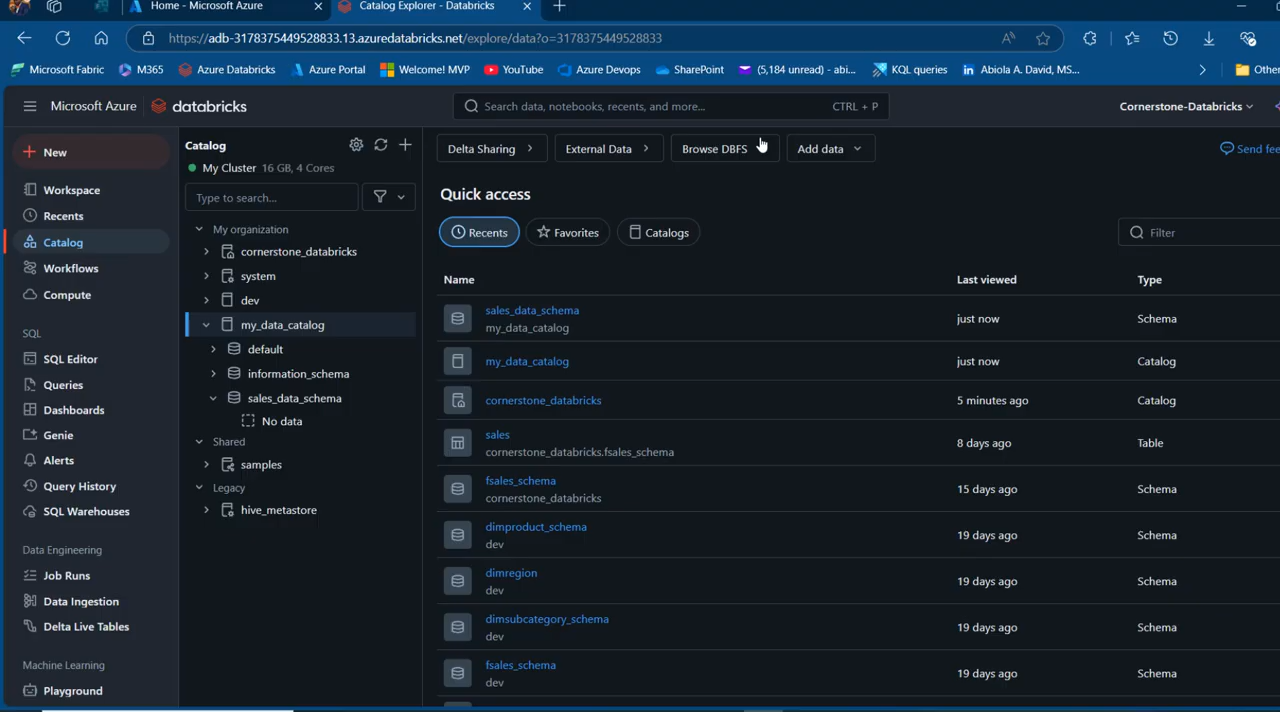 Home - Microsoft Azure
Catalog Explorer - Databricks
https://adb-3178375449528833.13.azuredatabricks.net/explore/data?o=3178375449528833
Microsoft Fabric M365 Azure Databricks Azure Portal Welcome! MVP YouTube Azure Devops SharePoint (5,184 unread) - abi... KQL queries Abiola A. David, MS... Other
Microsoft Azure databricks
Search data, notebooks, recents, and more... CTRL + P
Cornerstone-Databricks
New
Workspace
Recents
Catalog
Workflows
Compute
SQL
SQL Editor
Queries
Dashboards
Genie
Alerts
Query History
SQL Warehouses
Data Engineering
Job Runs
Data Ingestion
Delta Live Tables
Machine Learning
Playground
Catalog
My Cluster 16 GB, 4 Cores
Type to search...
My organization
cornerstone_databricks
system
dev
my_data_catalog
default
information_schema
sales_data_schema
No data
Shared
samples
Legacy
hive_metastore
Delta Sharing External Data Browse DBFS Add data
Send fee
Quick access
Recents Favorites Catalogs
Filter
Name Last viewed Type
sales_data_schema just now Schema
my_data_catalog
my_data_catalog just now Catalog
cornerstone_databricks 5 minutes ago Catalog
sales 8 days ago Table
cornerstone_databricks.fsales_schema
fsales_schema 15 days ago Schema
cornerstone_databricks
dimproduct_schema 19 days ago Schema
dev
dimregion 19 days ago Schema
dev
dimsubcategory_schema 19 days ago Schema
dev
fsales_schema 19 days ago Schema
dev